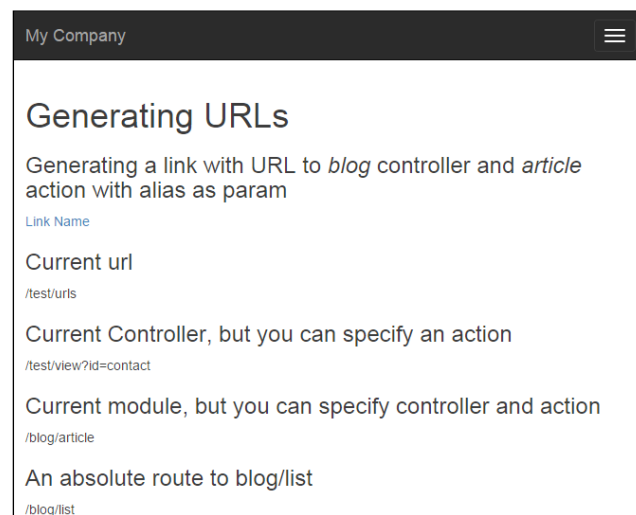 My Company
Generating URLs
Generating a link with URL to blog controller and article
action with alias as param
Link Name
Current url
/test/urls
Current Controller, but you can specify an action
/test/view?id=contact
Current module, but you can specify controller and action
/blog/article
An absolute route to blog/list
/blog/list